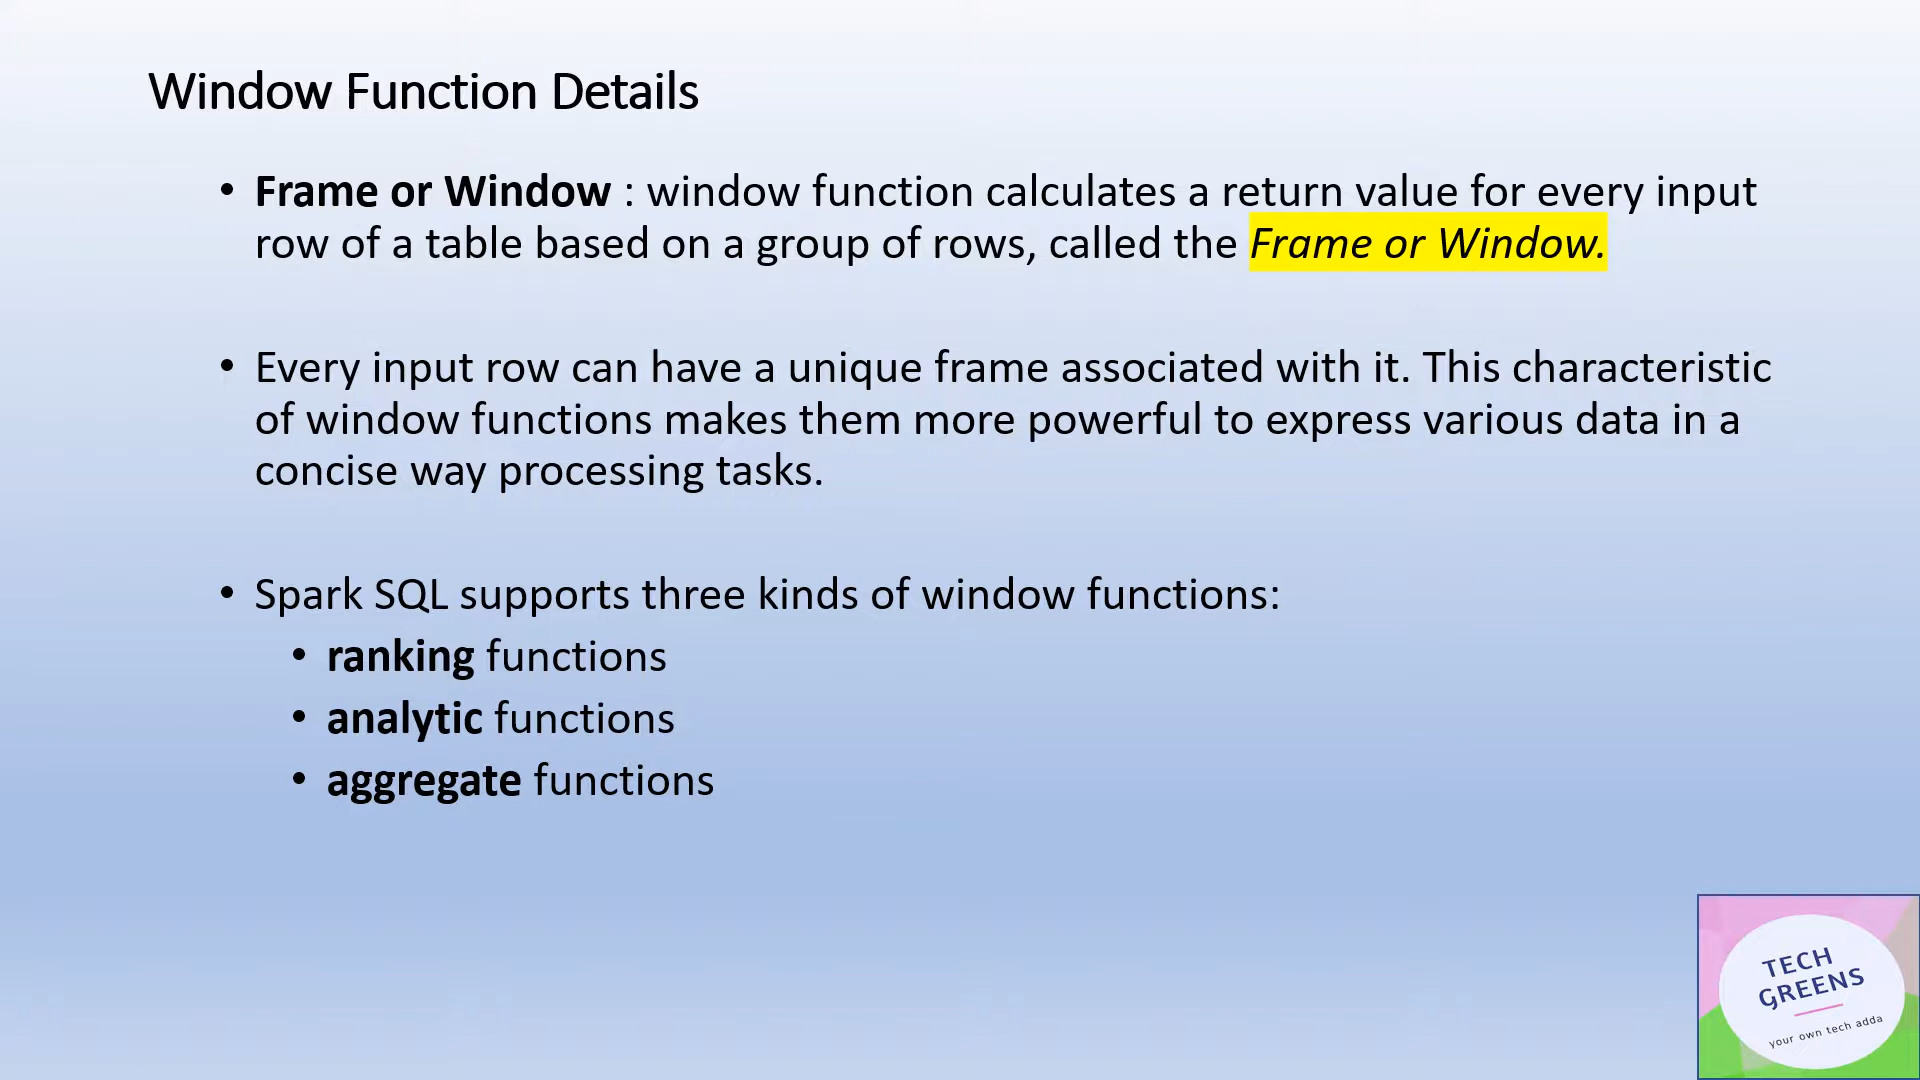 Window Function Details
• Frame or Window : window function calculates a return value for every input
row of a table based on a group of rows, called the Frame or Window.
• Every input row can have a unique frame associated with it. This characteristic
of window functions makes them more powerful to express various data in a
concise way processing tasks.
• Spark SQL supports three kinds of window functions:
• ranking functions
• analytic functions
• aggregate functions
TECH
GREENS
your own tech adda